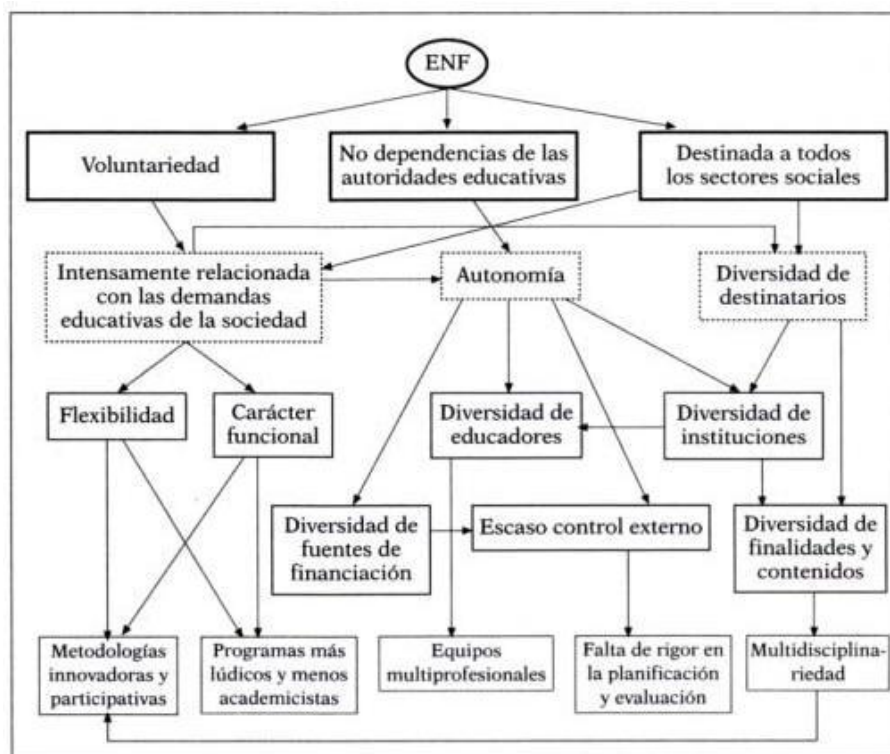 ENF
Voluntariedad
No dependencias de las
autoridades educativas
Destinada a todos
los sectores sociales
Intensamente relacionada
con las demandas
educativas de la sociedad
Autonomía
Diversidad de
destinatarios
Flexibilidad
Carácter
funcional
Diversidad de
educadores
Diversidad de
instituciones
Diversidad de
fuentes de
financiación
Escaso control externo
Diversidad de
finalidades y
contenidos
Metodologías
innovadoras y
participativas
Programas más
lúdicos y menos
academicistas
Equipos
multiprofesionales
Falta de rigor en
la planificación
y evaluación
Multidisciplina-
riedad